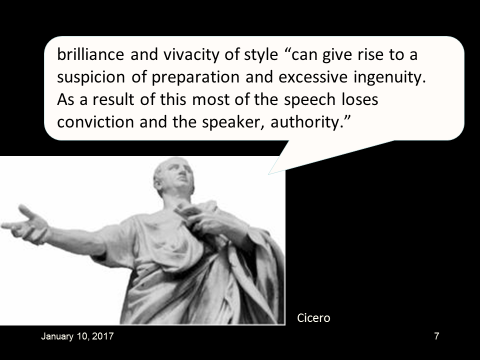 brilliance and vivacity of style “can give rise to a
suspicion of preparation and excessive ingenuity.
As a result of this most of the speech loses
conviction and the speaker, authority.”
Cicero
January 10, 2017
7